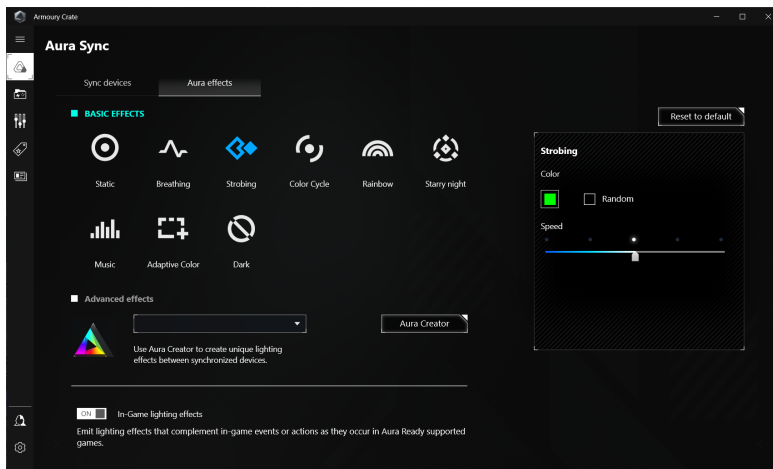 Armoury Crate
Aura Sync
Sync devices
Aura effects
BASIC EFFECTS
Static
Breathing
Strobing
Color Cycle
Rainbow
Starry night
Music
Adaptive Color
Dark
Advanced effects
Aura Creator
Use Aura Creator to create unique lighting
effects between synchronized devices.
ON
In-Game lighting effects
Emit lighting effects that complement in-game events or actions as they occur in Aura Ready supported
games.
Reset to default
Strobing
Color
Random
Speed